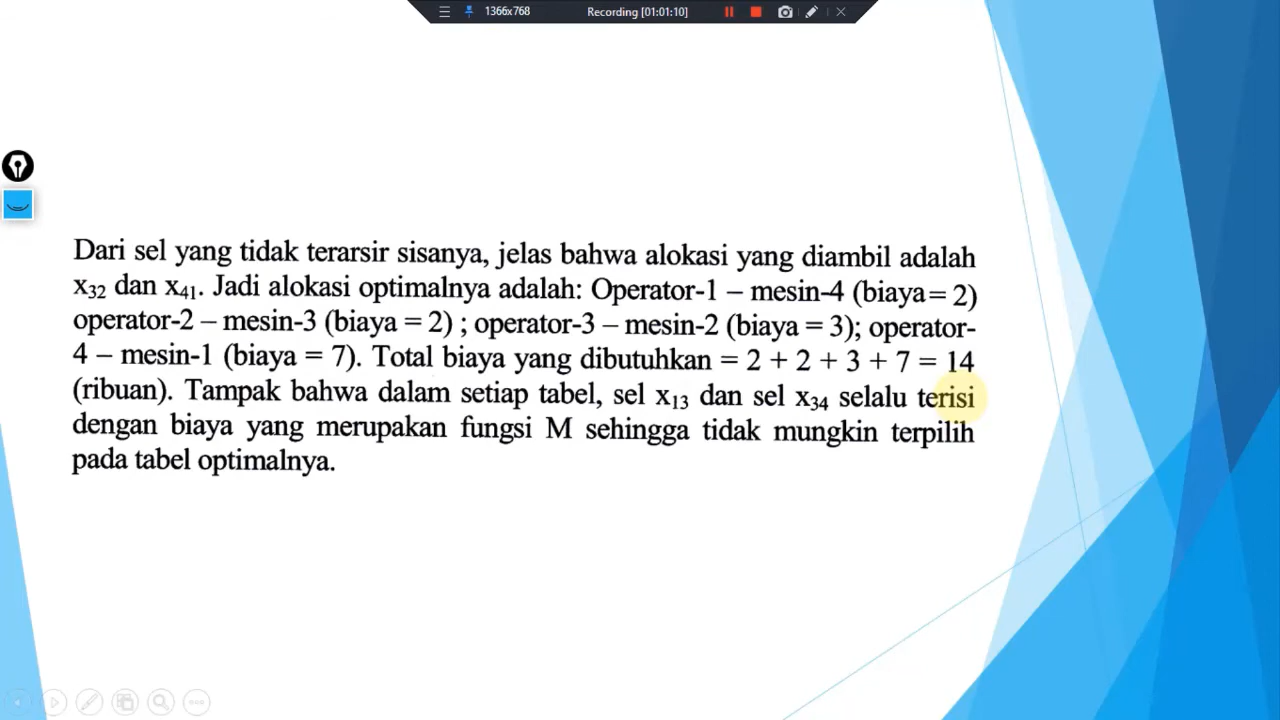 1366x768 Recording [01:01:10]
Dari sel yang tidak terarsir sisanya, jelas bahwa alokasi yang diambil adalah
x32 dan x41. Jadi alokasi optimalnya adalah: Operator-1 – mesin-4 (biaya= 2)
operator-2 – mesin-3 (biaya = 2) ; operator-3 – mesin-2 (biaya = 3); operator-
4 – mesin-1 (biaya = 7). Total biaya yang dibutuhkan = 2 + 2 + 3 + 7 = 14
(ribuan). Tampak bahwa dalam setiap tabel, sel x13 dan sel x34 selalu terisi
dengan biaya yang merupakan fungsi M sehingga tidak mungkin terpilih
pada tabel optimalnya.